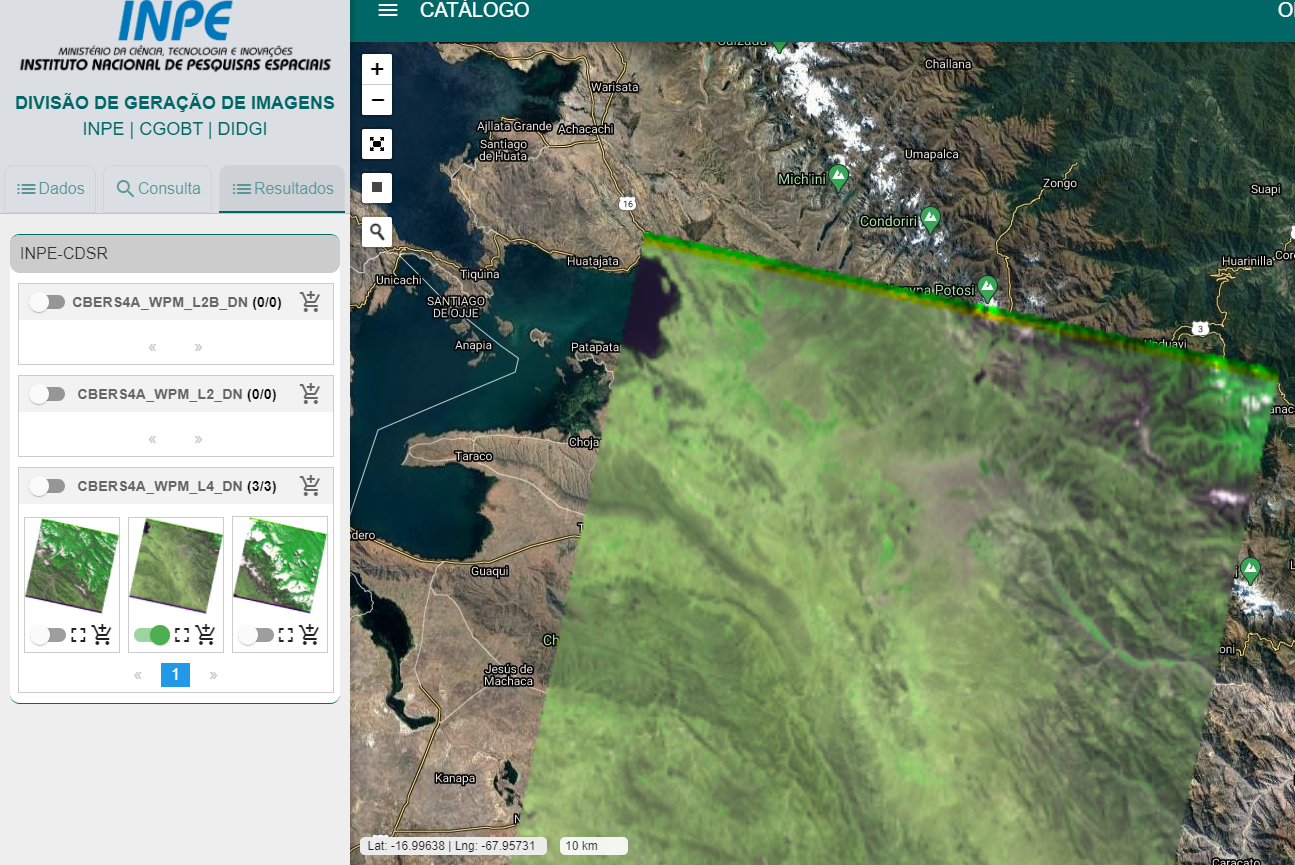 INPE
MINISTÉRIO DA CIÊNCIA, TECNOLOGIA E INOVAÇÕES
INSTITUTO NACIONAL DE PESQUISAS ESPACIAIS
DIVISÃO DE GERAÇÃO DE IMAGENS
INPE | CGOBT | DIDGI
Dados
Consulta
Resultados
INPE-CDSR
CBERS4A_WPM_L2B_DN (0/0)
« »
CBERS4A_WPM_L2_DN (0/0)
« »
CBERS4A_WPM_L4_DN (3/3)
« 1 »
CATÁLOGO
+
−
Challana
Warisata
Ajllata Grande
Achacachi
Santiago
de Huata
Umapalca
Mich'ini
Zongo
Suapi
16
Condoriri
Huatajata
Huarinilla
Tiquina
Unicachi
SANTIAGO
DE OJJE
Potosi
3
Anapia
Patapata
Taraco
Guaqui
Jesús de
Machaca
Kanapa
Lat: -16.99638 | Lng: -67.95731
10 km